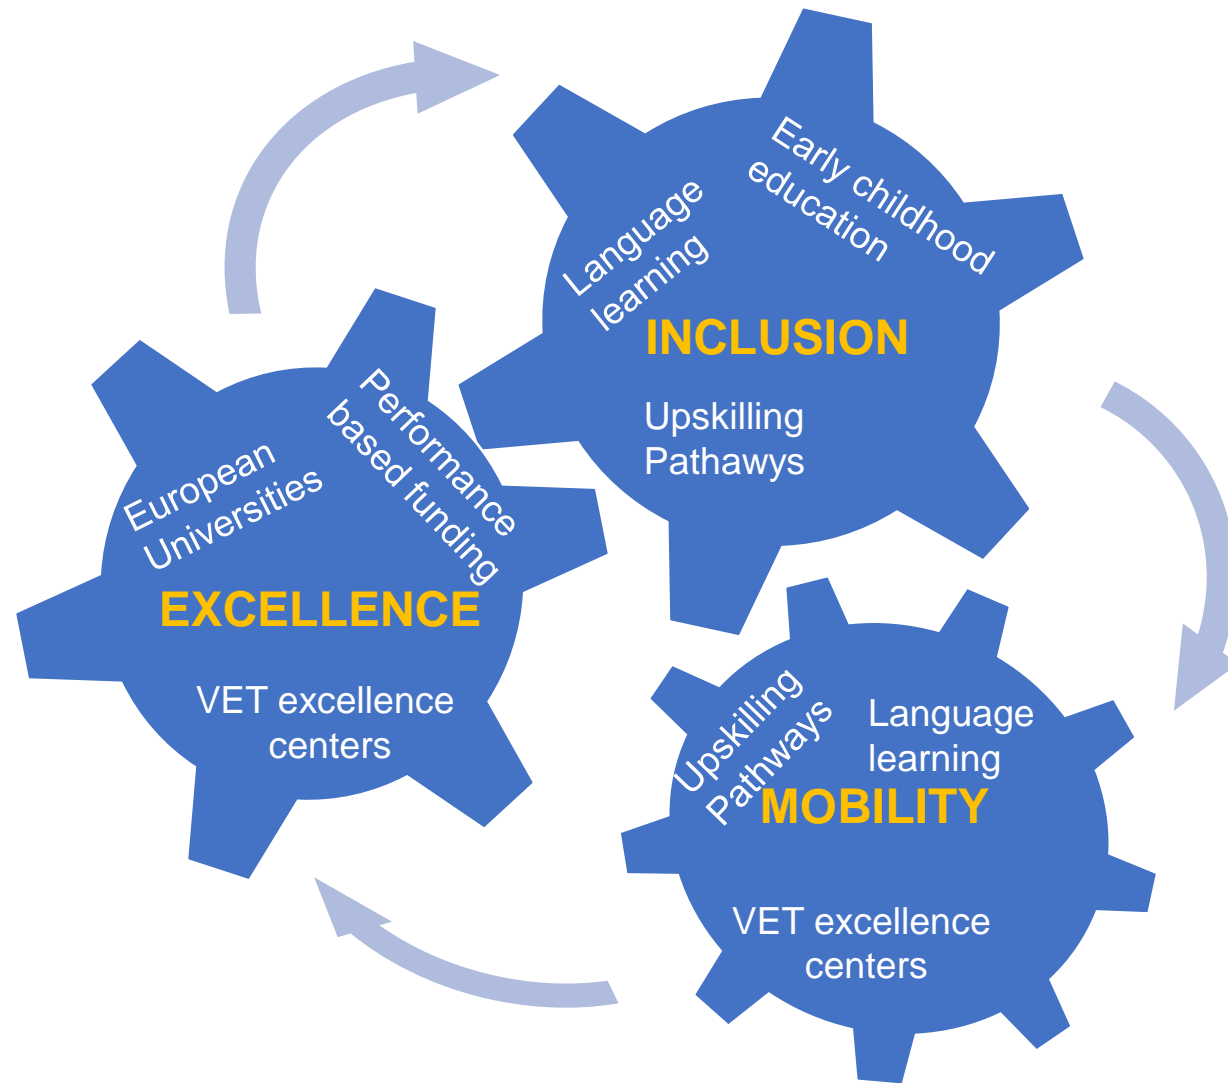 Early childhood
education
Language
learning
INCLUSION
Upskilling
Pathawys
Performance
based funding
European
Universities
EXCELLENCE
VET excellence
centers
Upskilling
Pathways
Language
learning
MOBILITY
VET excellence
centers